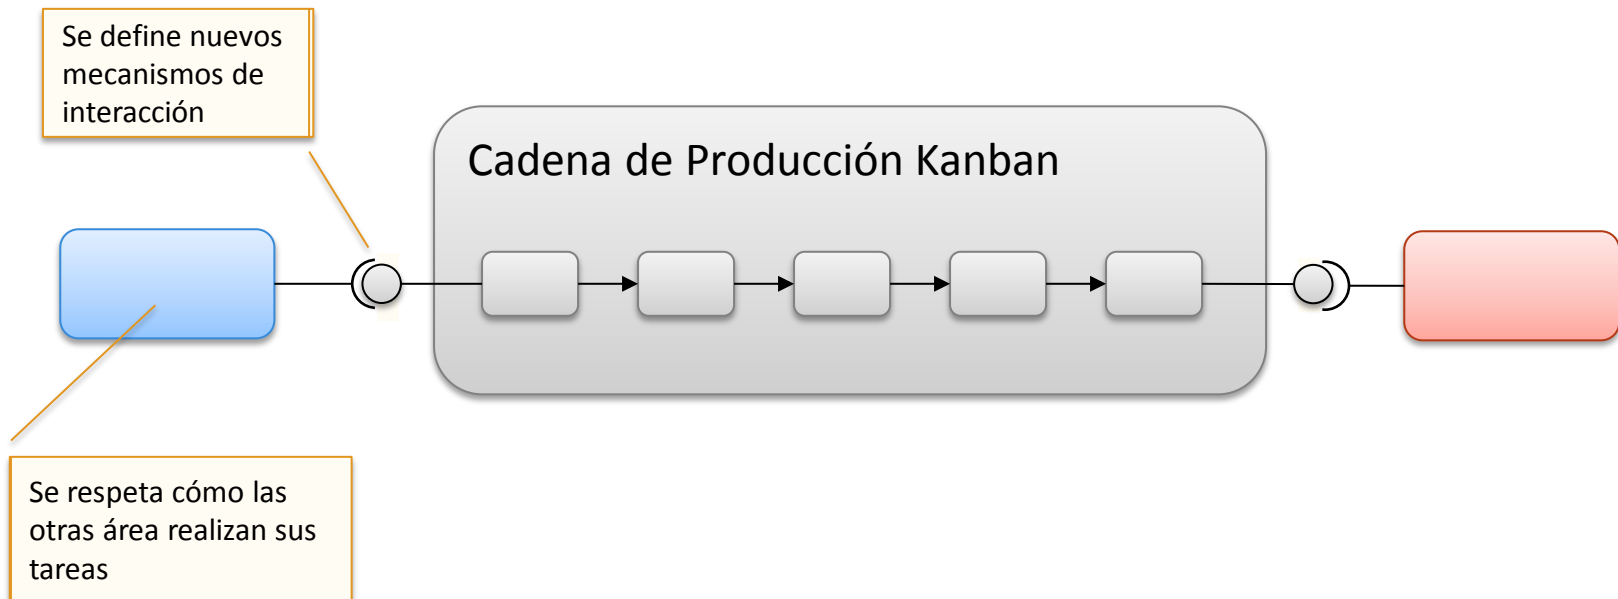 Se define nuevos
mecanismos de
interacción
Cadena de Producción Kanban
Se respeta cómo las
otras área realizan sus
tareas